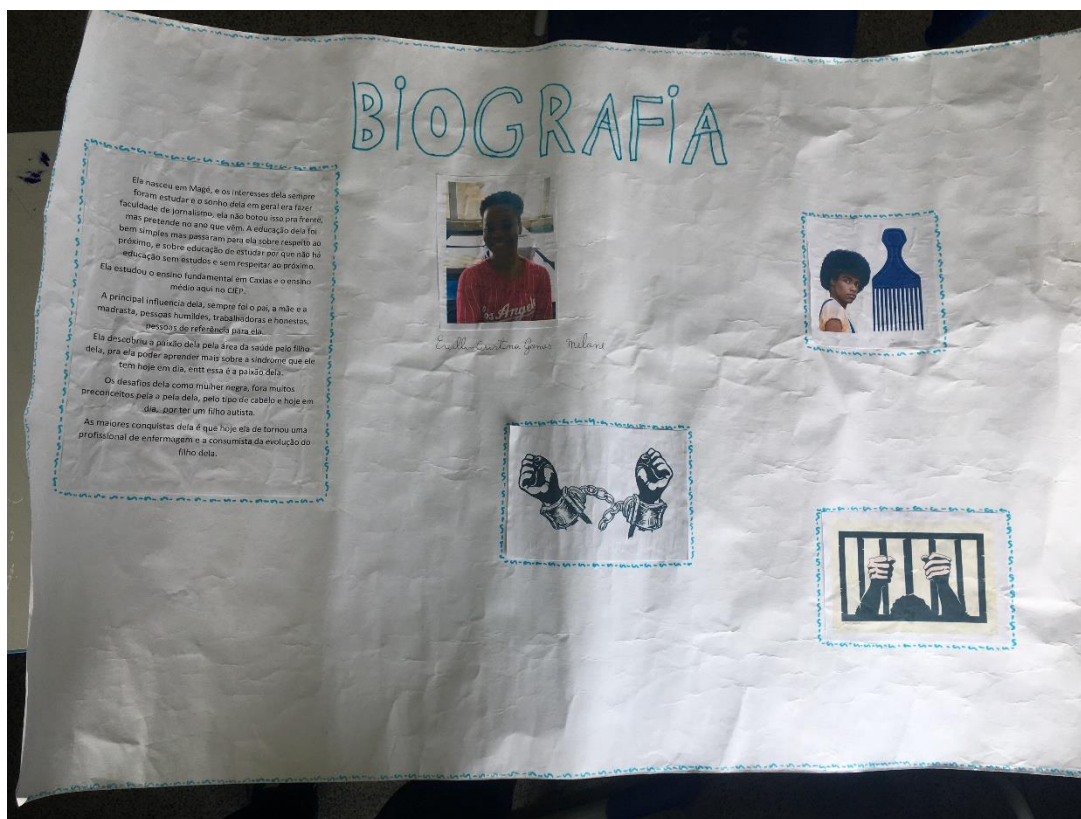 BIOGRAFIA
Ela nasceu em Magé, e os interesses dela sempre
foram estudar e o sonho dela em geral era fazer
faculdade de jornalismo, ela não botou isso pra frente,
mas pretende no ano que vêm. A educação dela foi
bem simples mas passaram para ela sobre respeito ao
próximo, e sobre educação de estudar por que não há
educação sem estudos e sem respeitar ao próximo.
Ela estudou o ensino fundamental em Caxias e o ensino
médio aqui no CIEP.
A principal influencia dela, sempre foi o pai, a mãe e a
madrasta, pessoas humildes, trabalhadoras e honestas,
pessoas de referência para ela.
Ela descobriu a paixão dela pela área da saúde pelo filho
dela, pra ela poder aprender mais sobre a síndrome que ele
tem hoje em dia, entt essa é a paixão dela.
Os desafios dela como mulher negra, fora muitos
preconceitos pela a pela dela, pelo tipo de cabelo e hoje em
dia, por ter um filho autista.
As maiores conquistas dela é que hoje ela de tornou uma
profissional de enfermagem e a consumista da evolução do
filho dela.
Los Angeles
Cristina Gomes